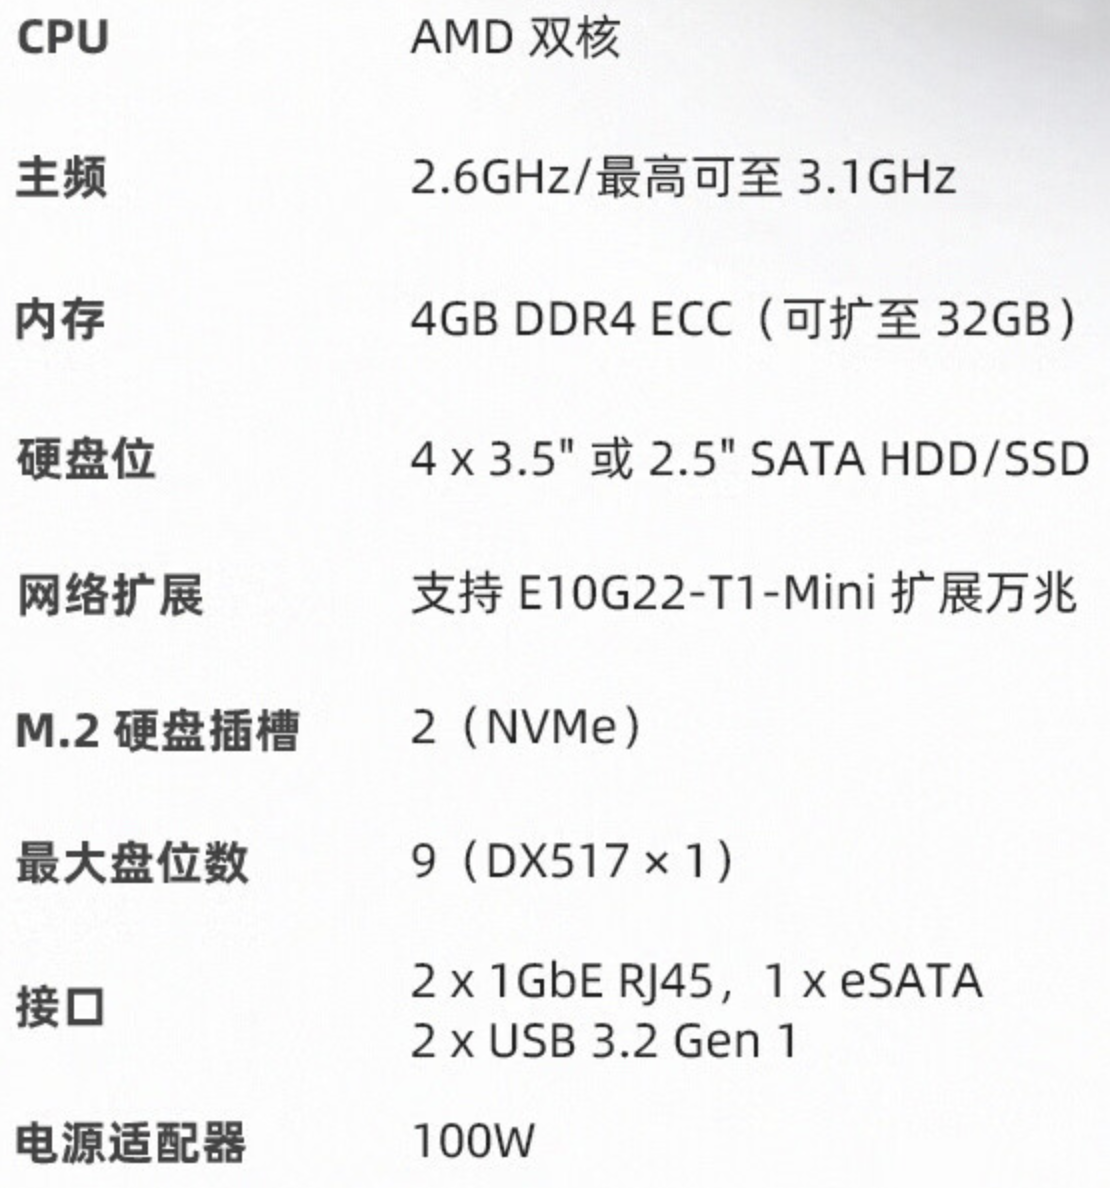 CPU AMD 双核
主频 2.6GHz/最高可至 3.1GHz
内存 4GB DDR4 ECC（可扩至 32GB）
硬盘位 4 x 3.5" 或 2.5" SATA HDD/SSD
网络扩展 支持 E10G22-T1-Mini 扩展万兆
M.2 硬盘插槽 2（NVMe）
最大盘位数 9（DX517 × 1）
接口 2 x 1GbE RJ45，1 x eSATA
2 x USB 3.2 Gen 1
电源适配器 100W